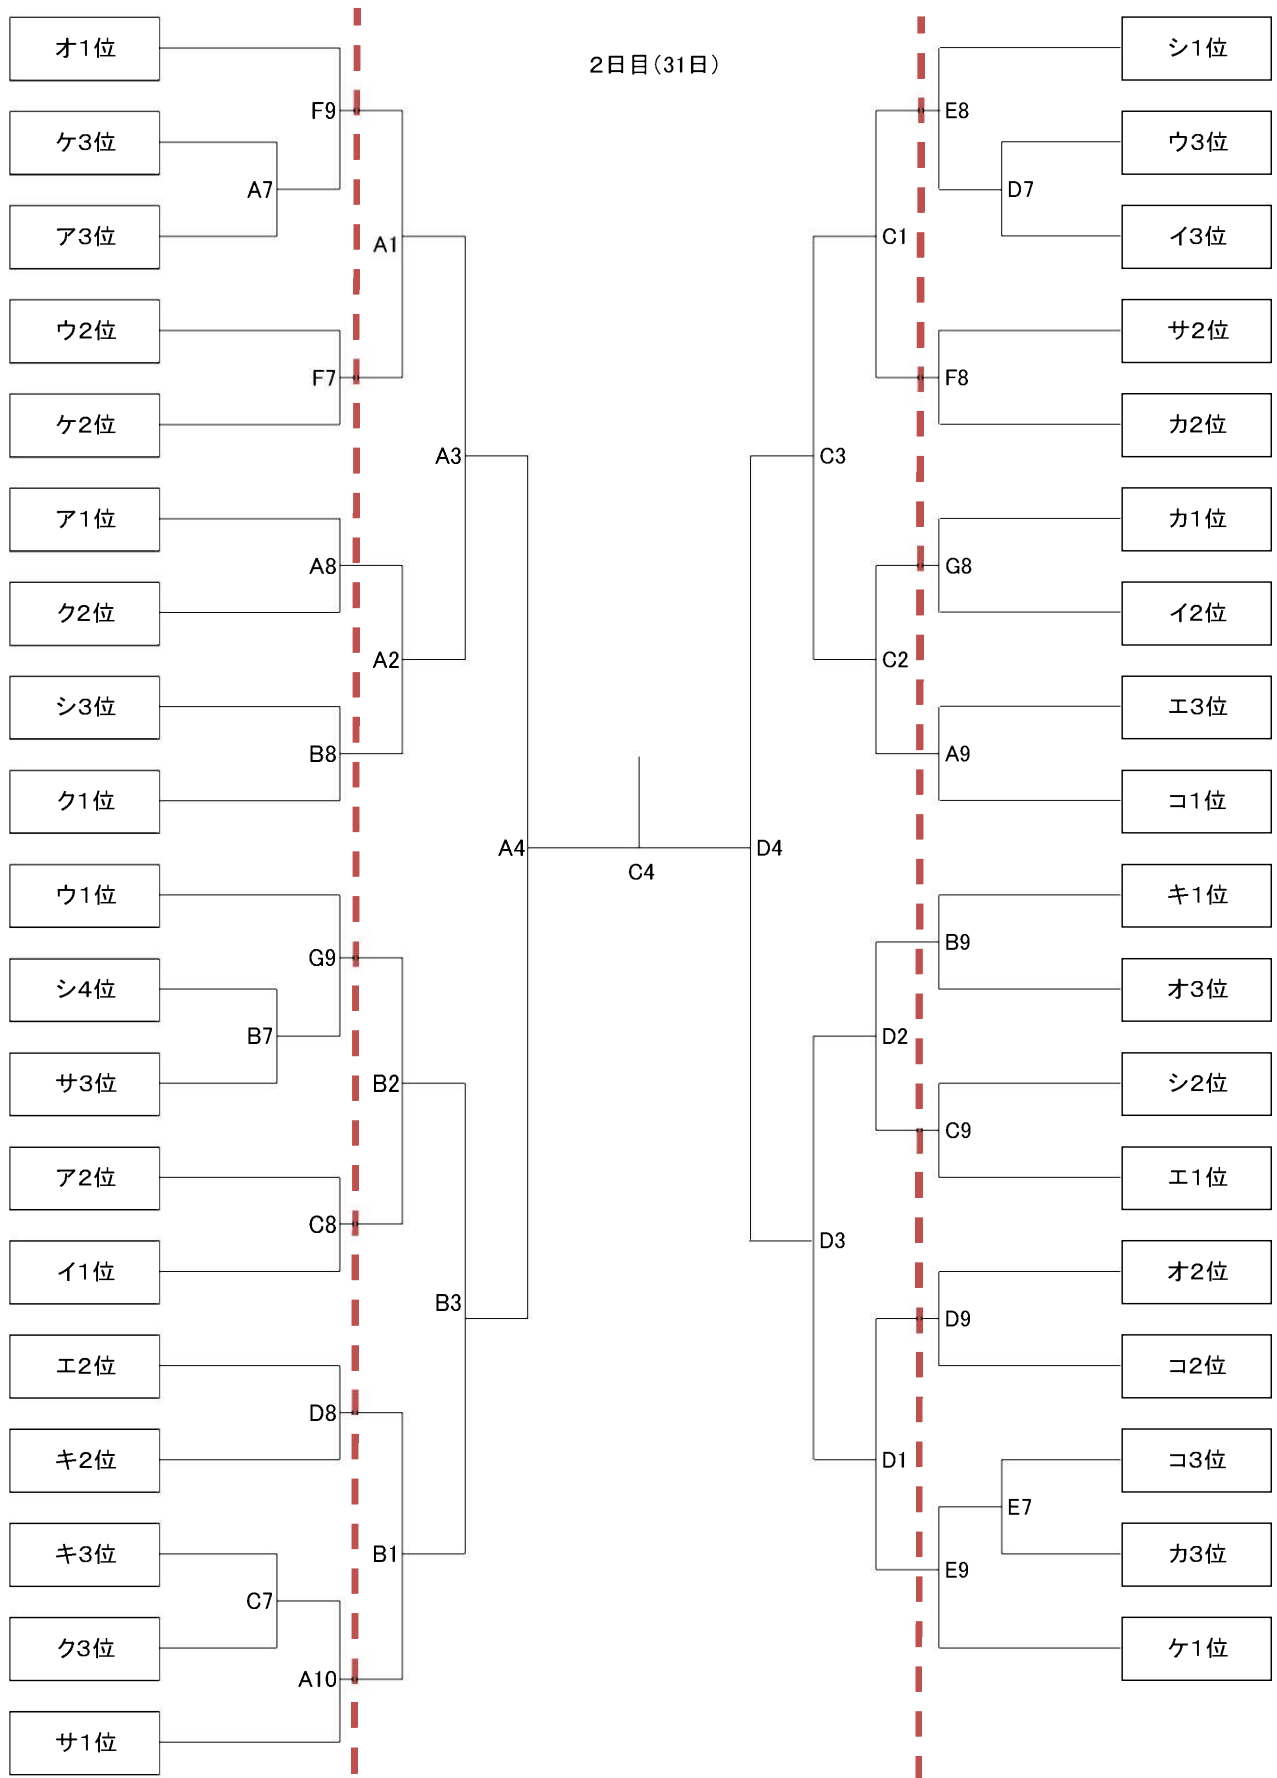 2日目(31日)
オ1位
ケ3位
ア3位
ウ2位
ケ2位
ア1位
ク2位
シ3位
ク1位
ウ1位
シ4位
サ3位
ア2位
イ1位
エ2位
キ2位
キ3位
ク3位
サ1位
A7
B7
C7
F9
F7
A8
B8
G9
C8
D8
A10
A1
A2
B2
B1
A3
B3
A4
C4
D4
C3
D3
C1
C2
D2
D1
E8
F8
G8
A9
B9
C9
D9
E9
D7
E7
シ1位
ウ3位
イ3位
サ2位
カ2位
カ1位
イ2位
エ3位
コ1位
キ1位
オ3位
シ2位
エ1位
オ2位
コ2位
コ3位
カ3位
ケ1位